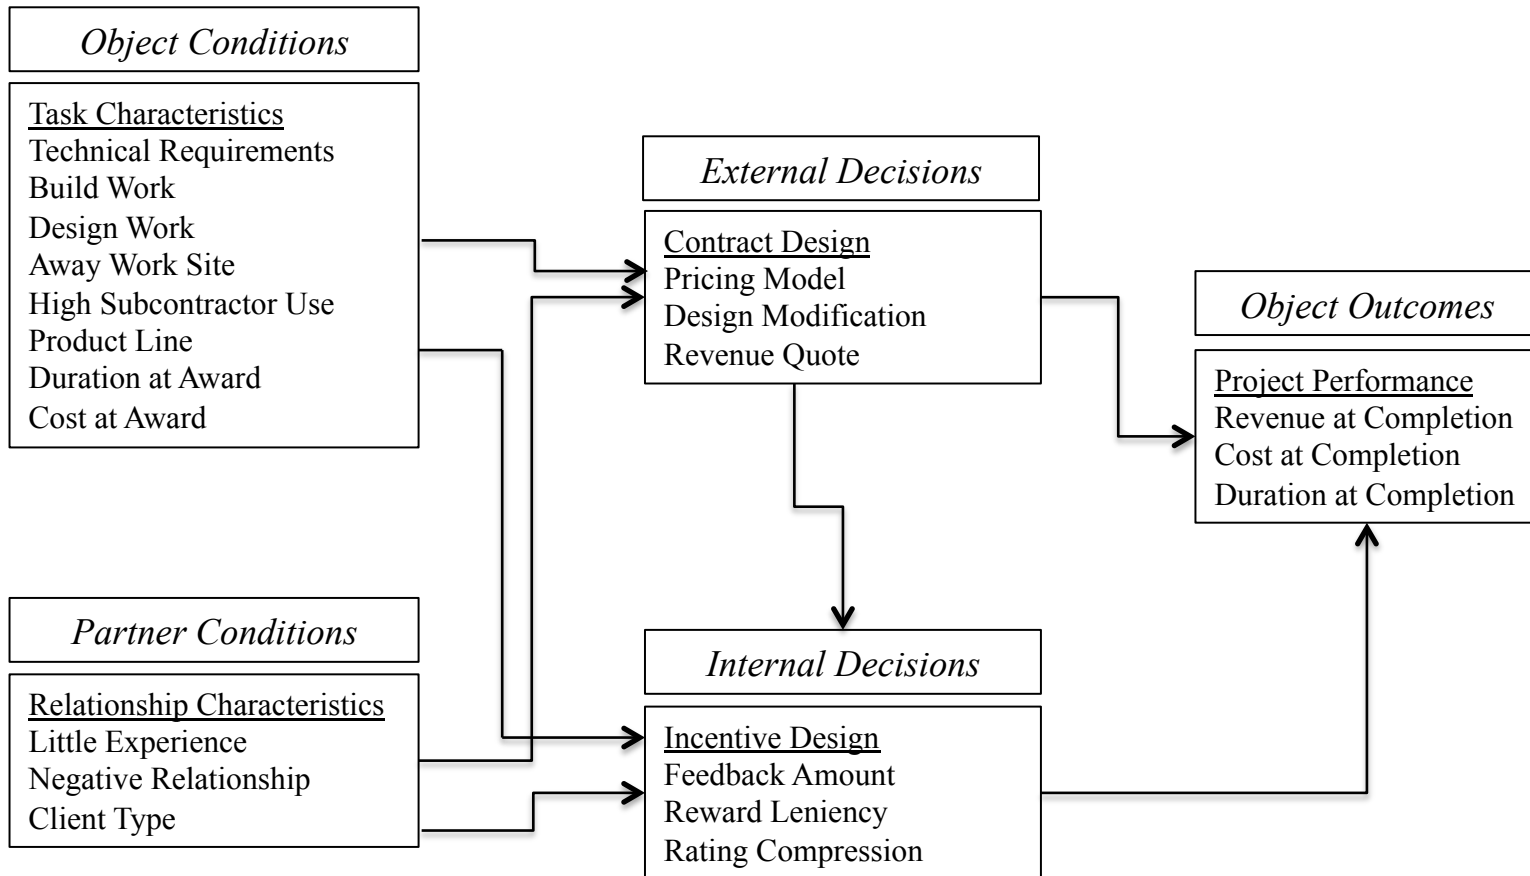 Object Conditions
Task Characteristics
Technical Requirements
Build Work
Design Work
Away Work Site
High Subcontractor Use
Product Line
Duration at Award
Cost at Award
Partner Conditions
Relationship Characteristics
Little Experience
Negative Relationship
Client Type
External Decisions
Contract Design
Pricing Model
Design Modification
Revenue Quote
Internal Decisions
Incentive Design
Feedback Amount
Reward Leniency
Rating Compression
Object Outcomes
Project Performance
Revenue at Completion
Cost at Completion
Duration at Completion